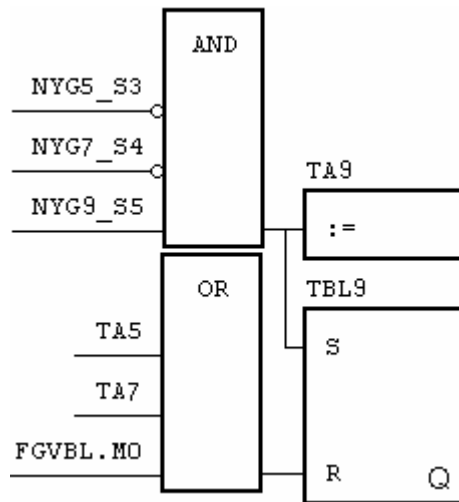 AND
NYG5_S3
NYG7_S4
NYG9_S5
TA9
:=
OR
TBL9
TA5
S
TA7
FGVBL.M0
R
Q